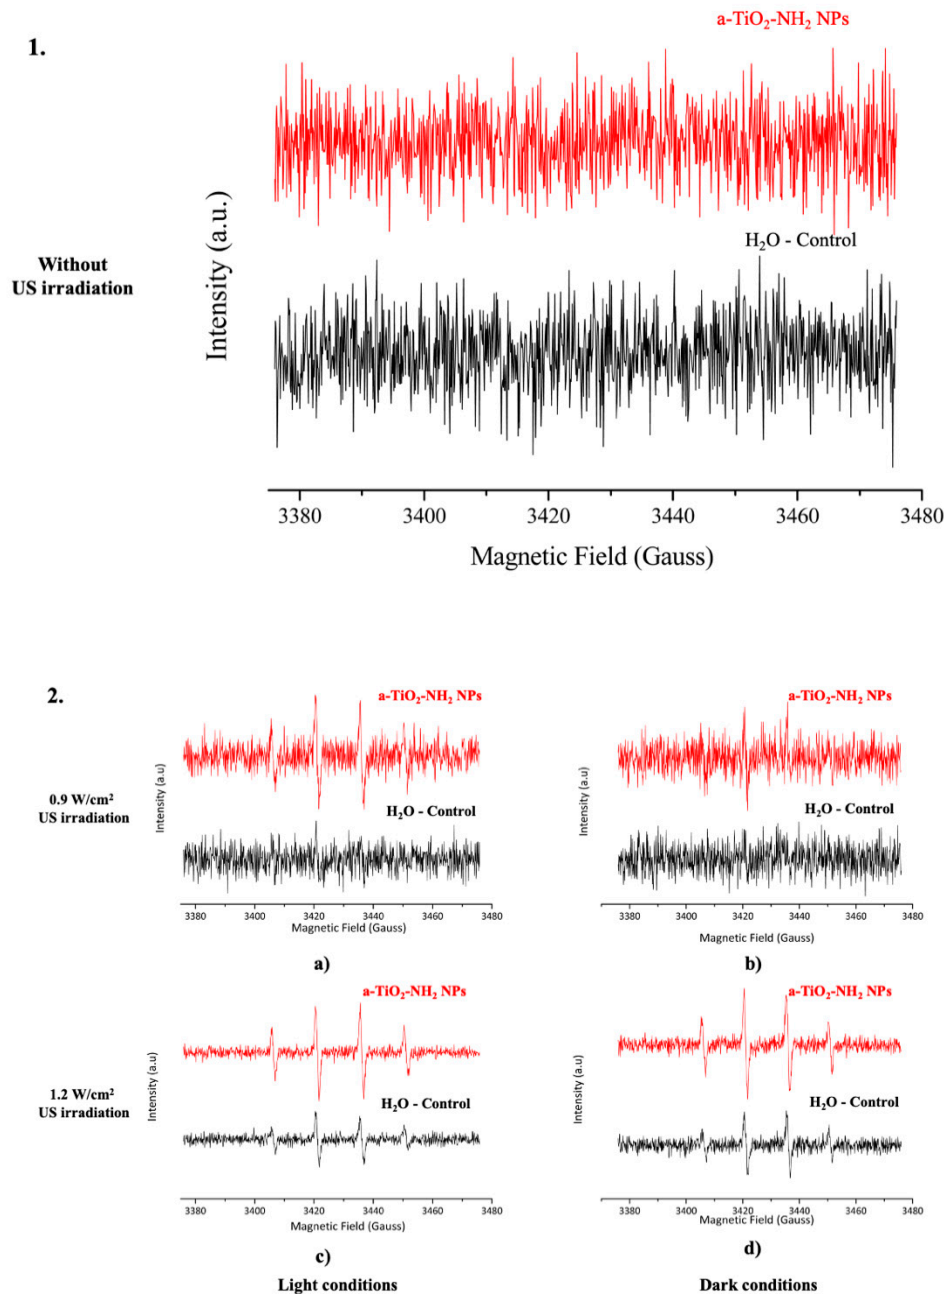 1.
a-TiO₂-NH₂ NPs
H₂O - Control
Without
US irradiation
Intensity (a.u.)
3380 3400 3420 3440 3460 3480
Magnetic Field (Gauss)
2.
a-TiO₂-NH₂ NPs
H₂O - Control
0.9 W/cm²
US irradiation
Intensity (a.u)
3380 3400 3420 3440 3460 3480
Magnetic Field (Gauss)
a)
a-TiO₂-NH₂ NPs
H₂O - Control
Intensity (a.u)
3380 3400 3420 3440 3460 3480
Magnetic Field (Gauss)
b)
a-TiO₂-NH₂ NPs
H₂O - Control
1.2 W/cm²
US irradiation
Intensity (a.u)
3380 3400 3420 3440 3460 3480
Magnetic Field (Gauss)
c)
Light conditions
a-TiO₂-NH₂ NPs
H₂O - Control
Intensity (a.u)
3380 3400 3420 3440 3460 3480
Magnetic Field (Gauss)
d)
Dark conditions